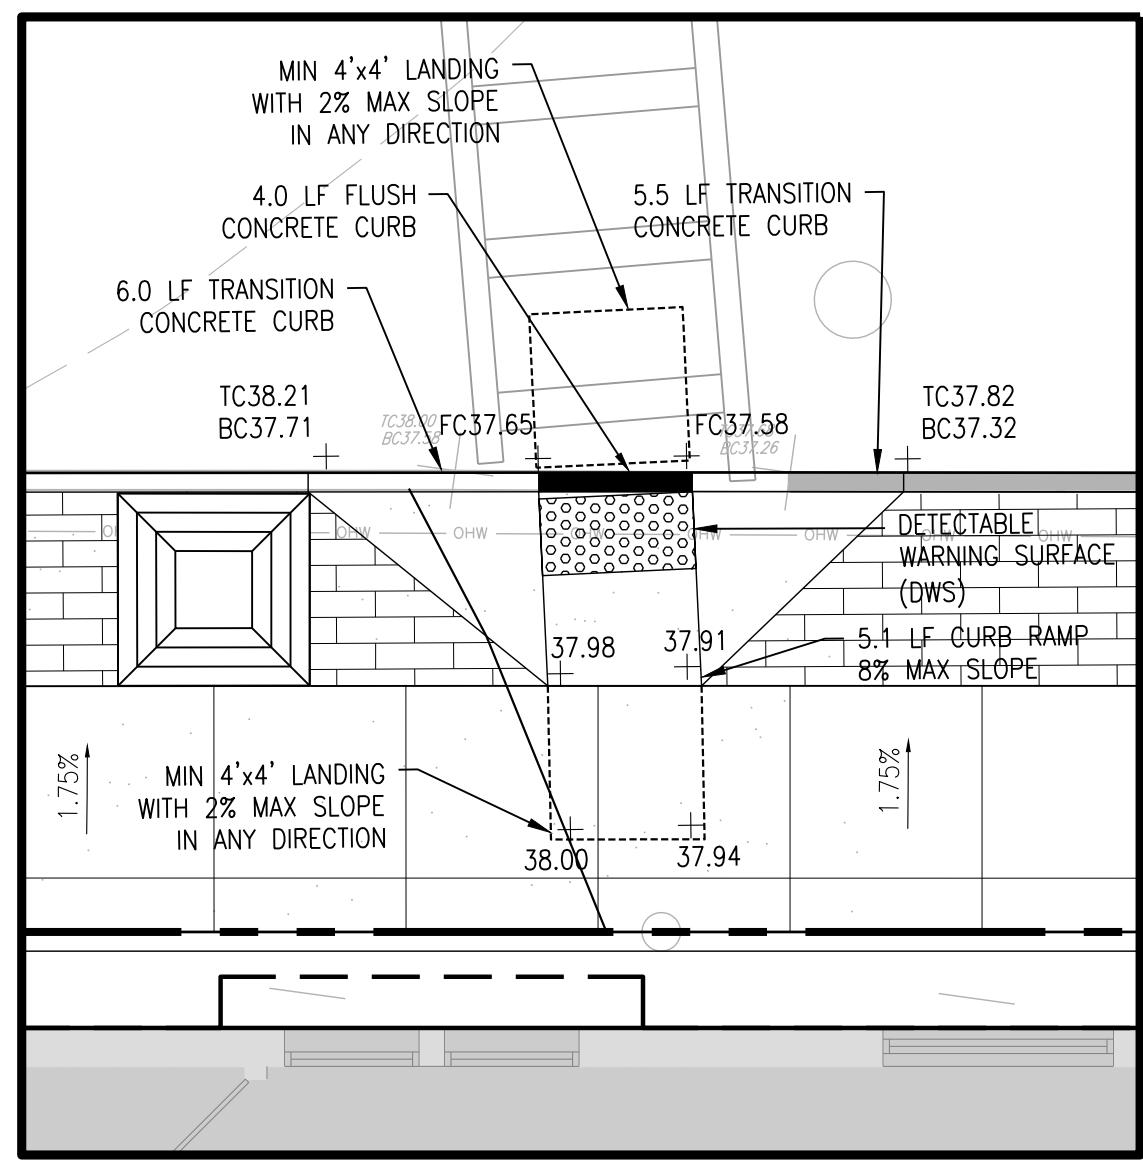 MIN 4'x4' LANDING
WITH 2% MAX SLOPE
IN ANY DIRECTION
4.0 LF FLUSH
CONCRETE CURB
5.5 LF TRANSITION
CONCRETE CURB
6.0 LF TRANSITION
CONCRETE CURB
TC38.21
BC37.71
TC38.00
BC37.58
FC37.65
FC37.58
BC37.26
TC37.82
BC37.32
OHW
OHW
OHW
OHW
OHW
DETECTABLE
WARNING SURFACE
(DWS)
37.98
37.91
5.1 LF CURB RAMP
8% MAX SLOPE
1.75%
MIN 4'x4' LANDING
WITH 2% MAX SLOPE
IN ANY DIRECTION
1.75%
38.00
37.94